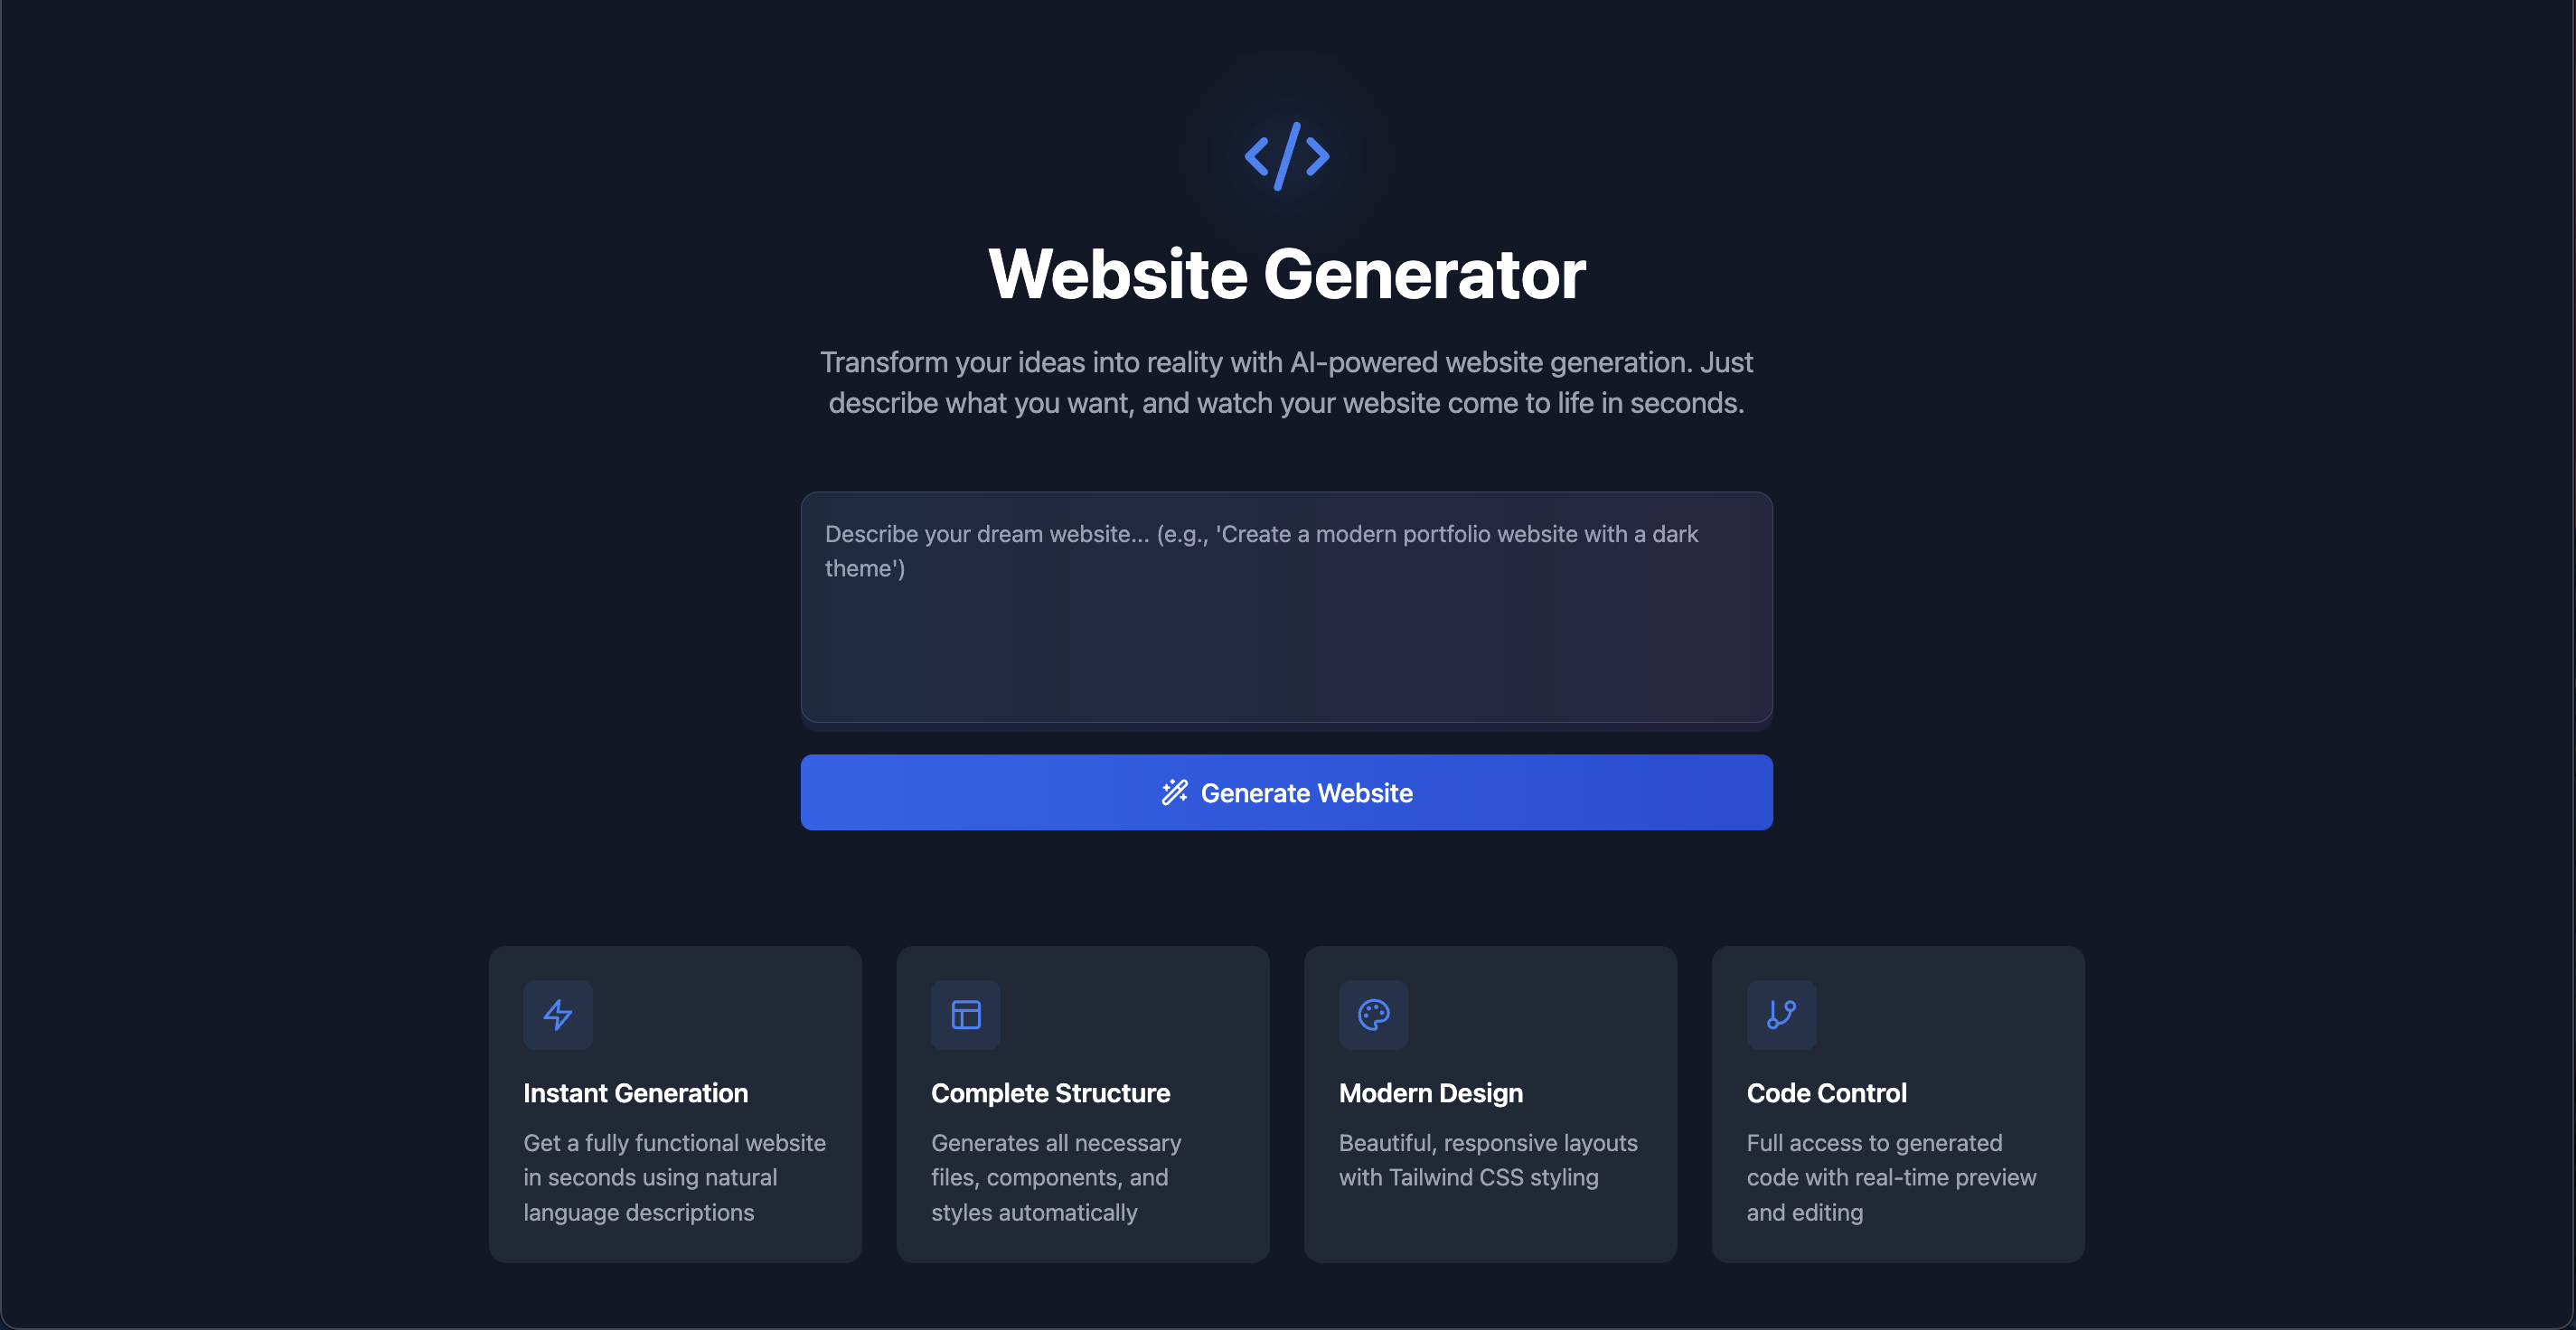 Website Generator
Transform your ideas into reality with AI-powered website generation. Just
describe what you want, and watch your website come to life in seconds.
Describe your dream website... (e.g., 'Create a modern portfolio website with a dark
theme')
Generate Website
Instant Generation
Get a fully functional website
in seconds using natural
language descriptions
Complete Structure
Generates all necessary
files, components, and
styles automatically
Modern Design
Beautiful, responsive layouts
with Tailwind CSS styling
Code Control
Full access to generated
code with real-time preview
and editing